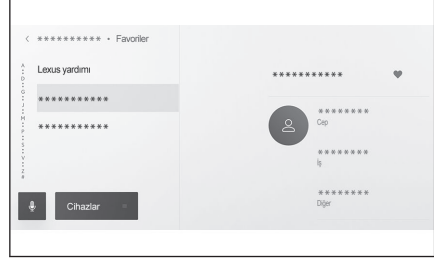 < ********** • Favoriler
A
D
G
J
M
P
S
V
Z
#
Lexus yardımı
***********
***********
Cihazlar
***********
********
Cep
********
İş
********
Diğer